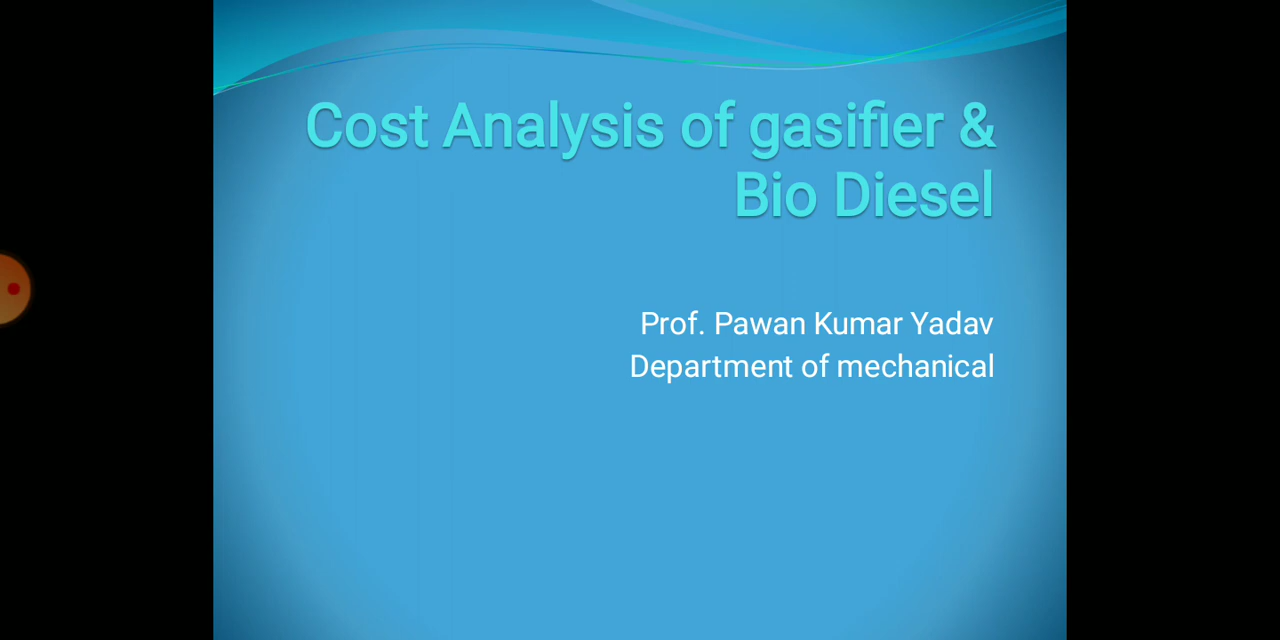 Cost Analysis of gasifier &
Bio Diesel
Prof. Pawan Kumar Yadav
Department of mechanical